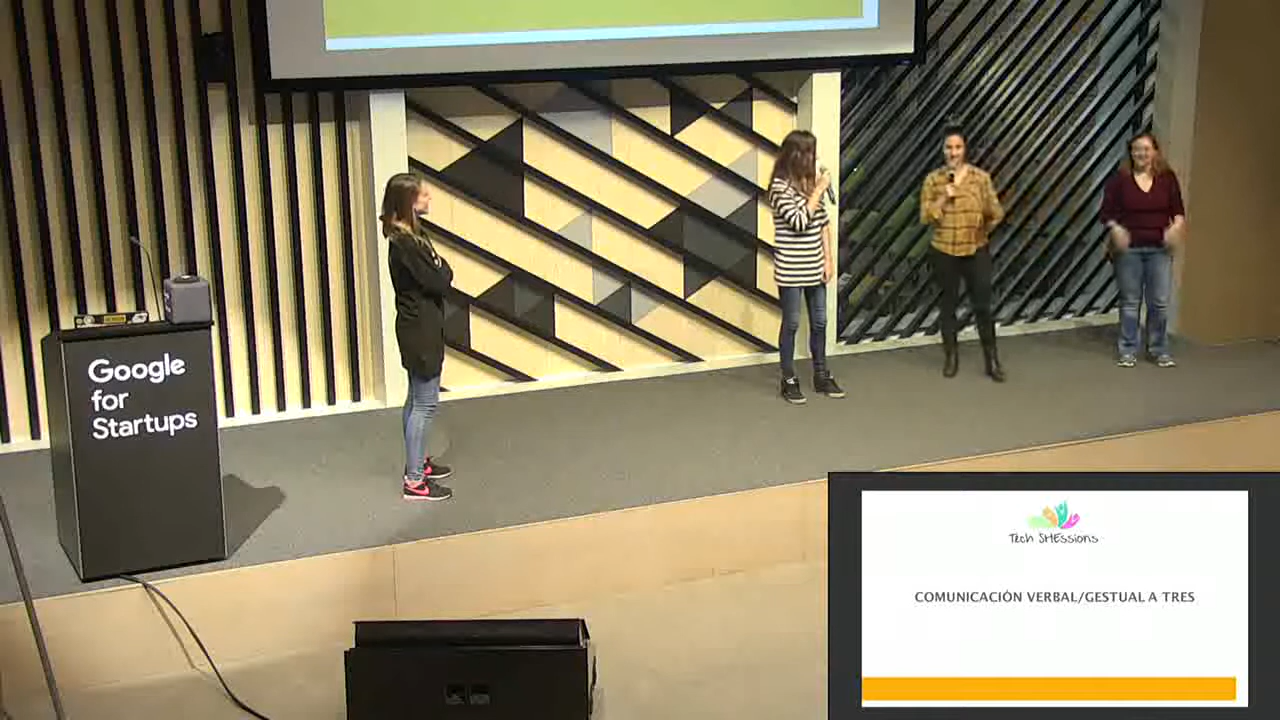 Google
for
Startups
Tech SHEssions
COMUNICACIÓN VERBAL/GESTUAL A TRES